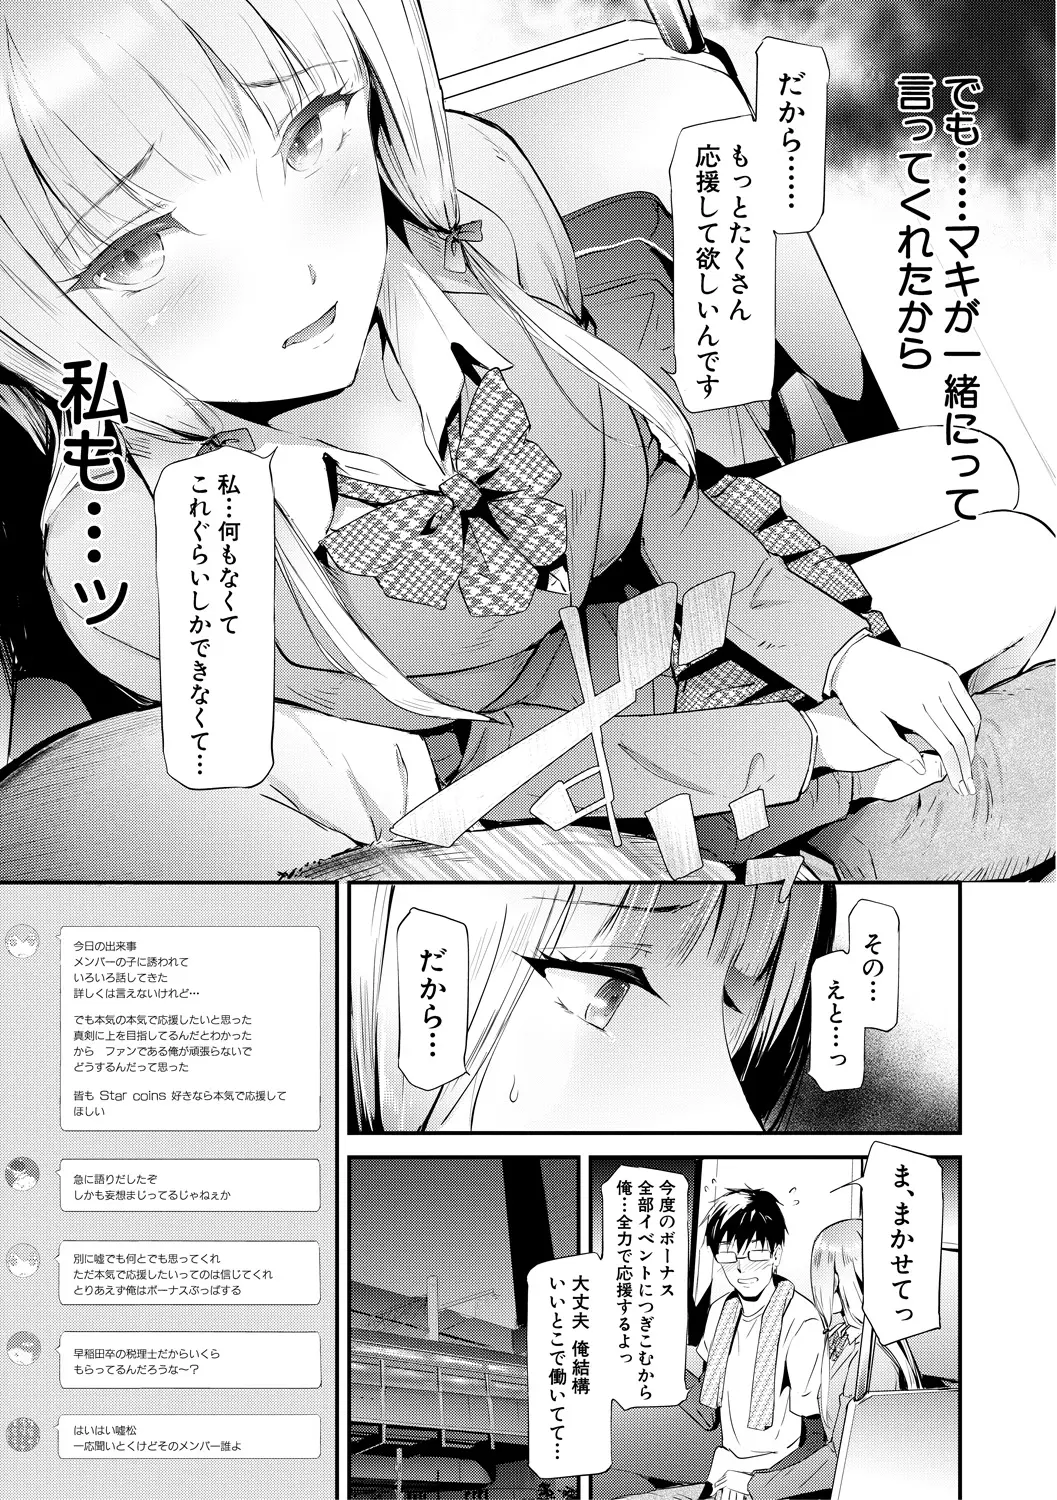 でも……マキが一緒にって
言ってくれたから
だから……
もっとたくさん
応援して欲しいんです
私も…ッ
私…何もなくて
これぐらいしかできなくて…
その…
えと…っ
だから…
ま、まかせてっ
今度のボーナス
全部イベントにつぎこむから
俺…全力で応援するよっ
大丈夫 俺結構
いいとこで働いてて…
今日の出来事
メンバーの子に誘われて
いろいろ話してきた
詳しくは言えないけれど…
でも本気の本気で応援したいと思った
真剣に上を目指してるんだとわかった
から　ファンである俺が頑張らないで
どうするんだって思った
皆も Star coins 好きなら本気で応援して
ほしい
急に語りだしたぞ
しかも妄想まじってるじゃねぇか
別に嘘でも何とでも思ってくれ
ただ本気で応援したいってのは信じてくれ
とりあえず俺はボーナスぶっぱする
早稲田卒の税理士だからいくら
もらってるんだろうな～？
はいはい嘘松
一応聞いとくけどそのメンバー誰よ